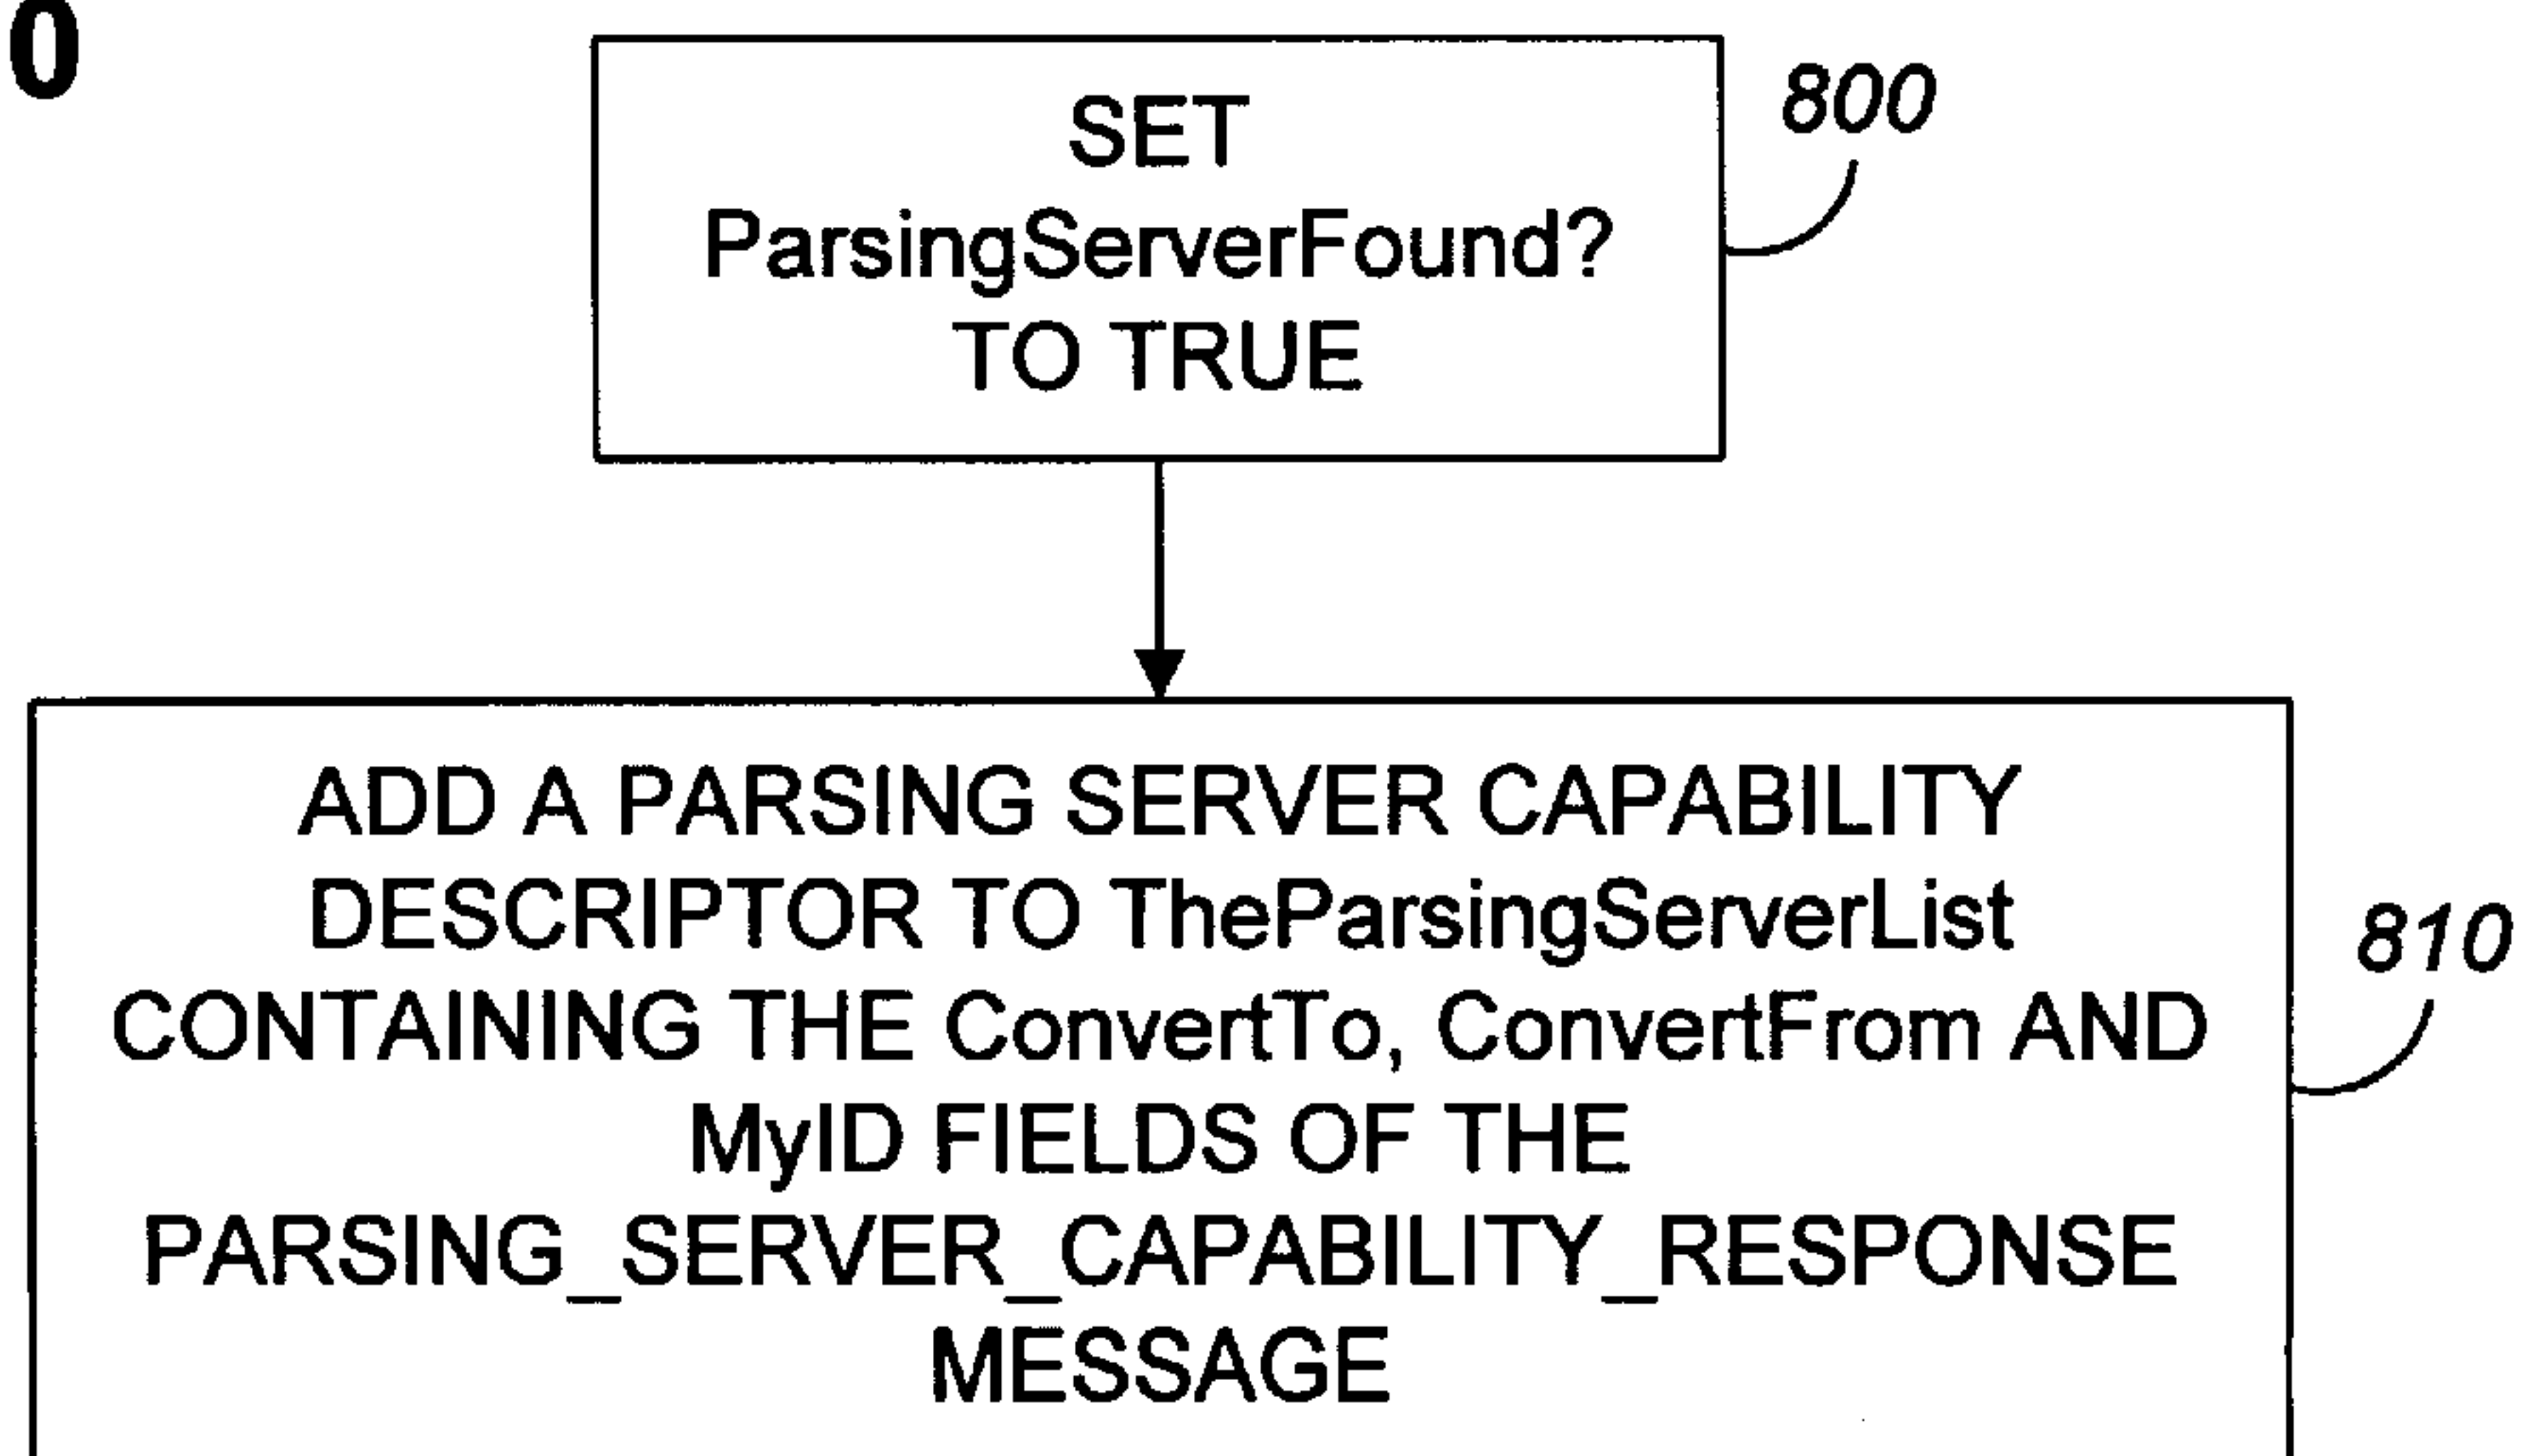 0
SET
ParsingServerFound?
TO TRUE
800
ADD A PARSING SERVER CAPABILITY
DESCRIPTOR TO TheParsingServerList
CONTAINING THE ConvertTo, ConvertFrom AND
MyID FIELDS OF THE
PARSING_SERVER_CAPABILITY_RESPONSE
MESSAGE
810